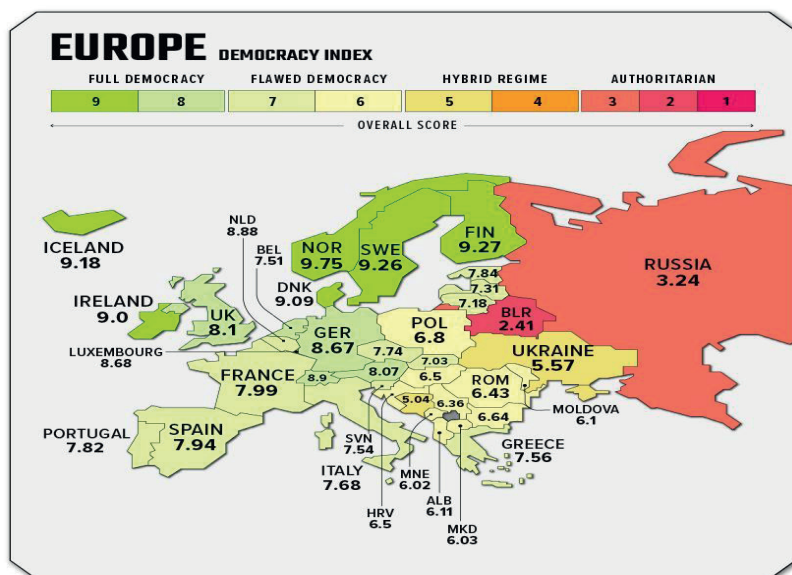 EUROPE DEMOCRACY INDEX
FULL DEMOCRACY FLAWED DEMOCRACY HYBRID REGIME AUTHORITARIAN
9 8 7 6 5 4 3 2 1
OVERALL SCORE
ICELAND
9.18
NLD
8.88
BEL
7.51
NOR
9.75
SWE
9.26
FIN
9.27
RUSSIA
3.24
DNK
9.09
IRELAND
9.0
UK
8.1
7.84
7.31
7.18
BLR
2.41
LUXEMBOURG
8.68
GER
8.67
POL
6.8
UKRAINE
5.57
FRANCE
7.99
7.74
7.03
8.9
8.07
6.5
ROM
6.43
MOLDOVA
6.1
5.04
6.36
6.64
PORTUGAL
7.82
SPAIN
7.94
SVN
7.54
ITALY
7.68
HRV
6.5
MNE
6.02
ALB
6.11
MKD
6.03
GREECE
7.56